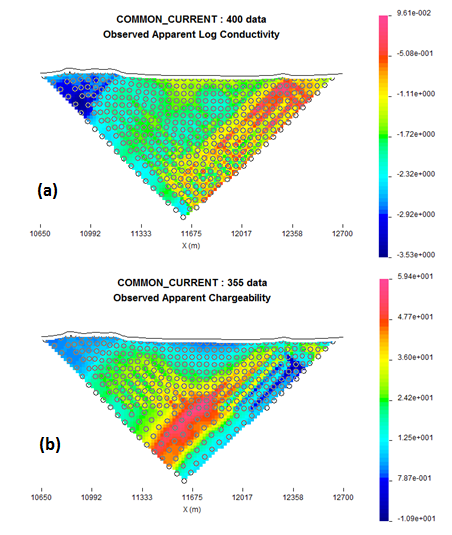 COMMON_CURRENT : 400 data
Observed Apparent Log Conductivity
9.61e-002
-5.08e-001
-1.11e+000
-1.72e+000
-2.32e+000
-2.92e+000
-3.53e+000
(a)
10650 10992 11333 11675 12017 12358 12700
X (m)
COMMON_CURRENT : 355 data
Observed Apparent Chargeability
5.94e+001
4.77e+001
3.60e+001
2.42e+001
1.25e+001
7.87e-001
-1.09e+001
(b)
10650 10992 11333 11675 12017 12358 12700
X (m)